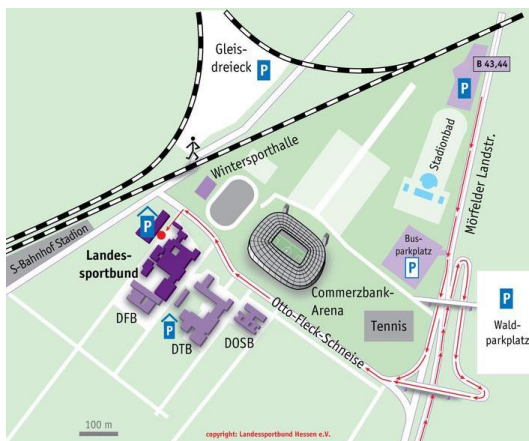 Gleis-
dreieck
P
B 43,44
P
Mörfelder Landstr.
Stadionbad
Wintersporthalle
P
S-Bahnhof Stadion
Landes-
sportbund
Bus-
parkplatz
P
Commerzbank-
Arena
Otto-Fleck-Schneise
Tennis
P
Wald-
parkplatz
DFB
P
DTB
DOSB
100 m
copyright: Landessportbund Hessen e.V.